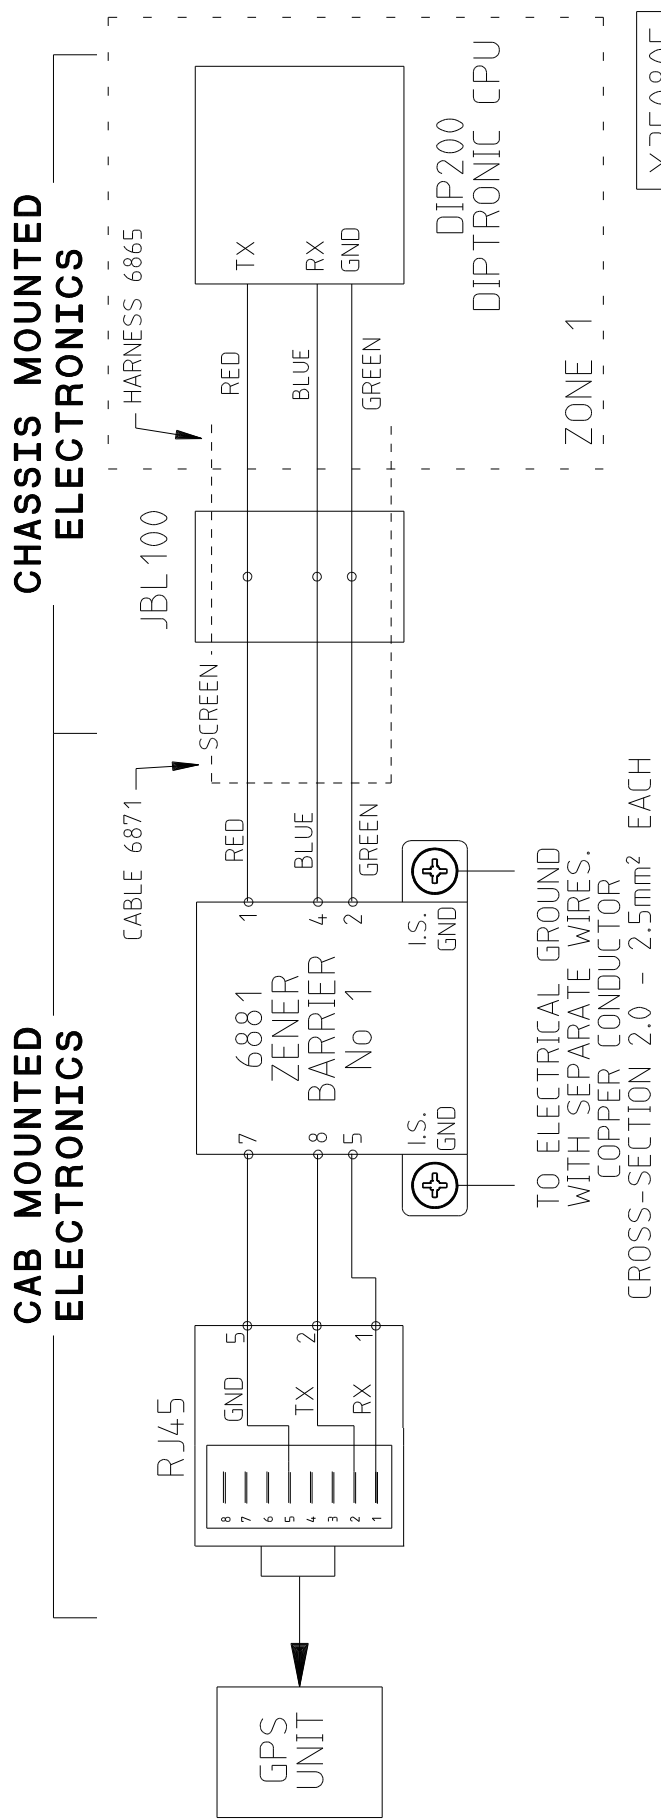 CAB MOUNTED
ELECTRONICS
CHASSIS MOUNTED
ELECTRONICS
CABLE 6871
HARNESS 6865
RJ45
JBL100
SCREEN
GPS
UNIT
8
7
6
5
4
3
2
1
GND
TX
RX
5
2
1
7
8
5
6881
ZENER
BARRIER
No 1
1
4
2
I.S.
GND
I.S.
GND
RED
BLUE
GREEN
RED
BLUE
GREEN
TX
RX
GND
DIP200
DIPTRONIC CPU
ZONE 1
TO ELECTRICAL GROUND
WITH SEPARATE WIRES.
COPPER CONDUCTOR
CROSS-SECTION 2.0 - 2.5mm² EACH